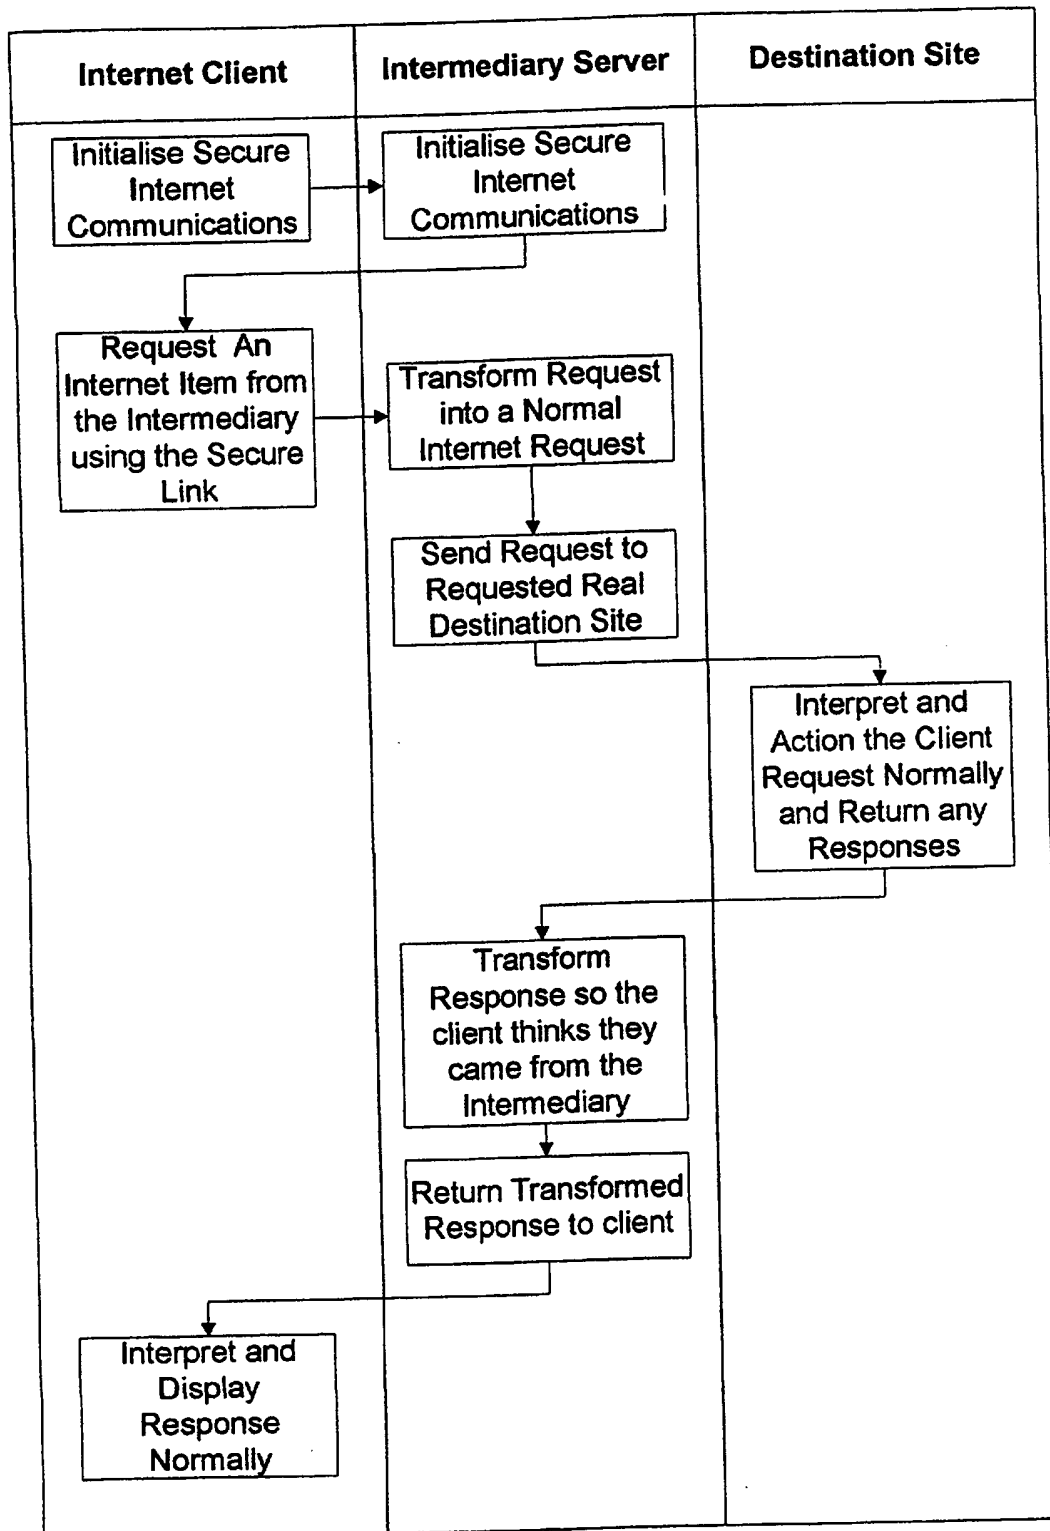 Internet Client
Intermediary Server
Destination Site
Initialise Secure
Internet
Communications
Initialise Secure
Internet
Communications
Request An
Internet Item from
the Intermediary
using the Secure
Link
Transform Request
into a Normal
Internet Request
Send Request to
Requested Real
Destination Site
Interpret and
Action the Client
Request Normally
and Return any
Responses
Transform
Response so the
client thinks they
came from the
Intermediary
Return Transformed
Response to client
Interpret and
Display
Response
Normally